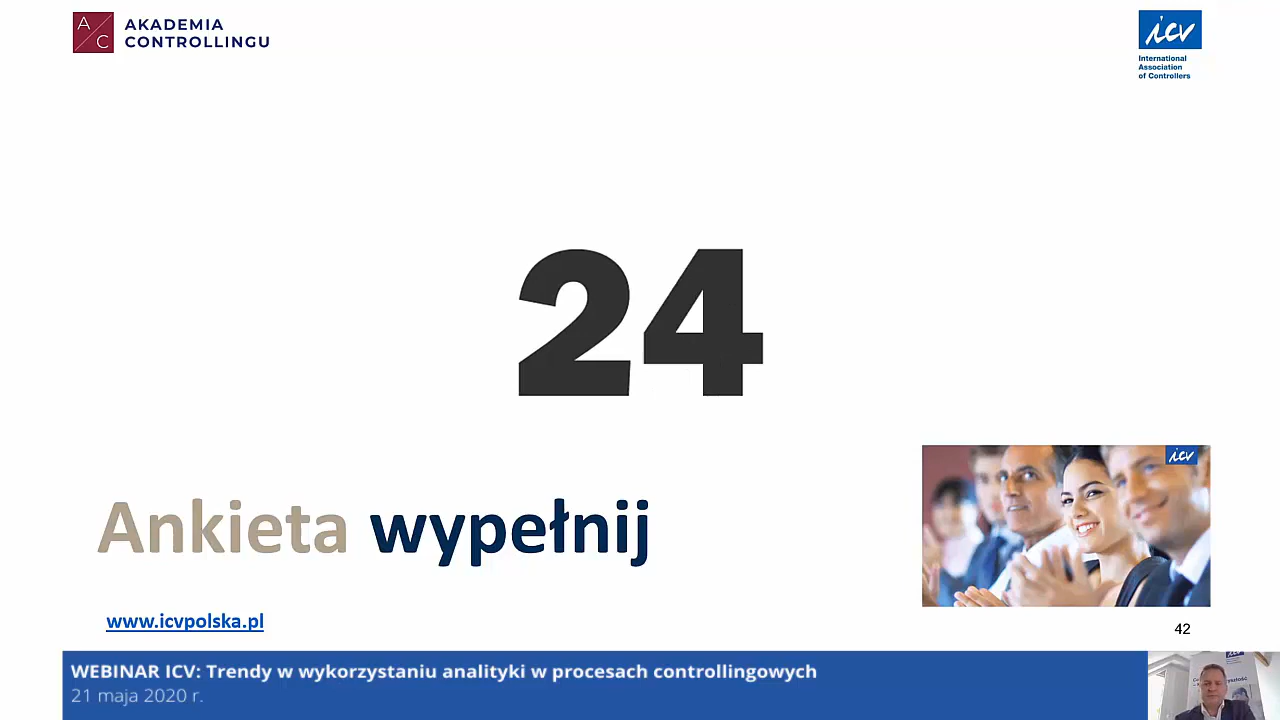 A
C
AKADEMIA
CONTROLLINGU
icv
International
Association
of Controllers
24
icv
Ankieta wypełnij
www.icvpolska.pl
42
WEBINAR ICV: Trendy w wykorzystaniu analityki w procesach controllingowych
21 maja 2020 r.